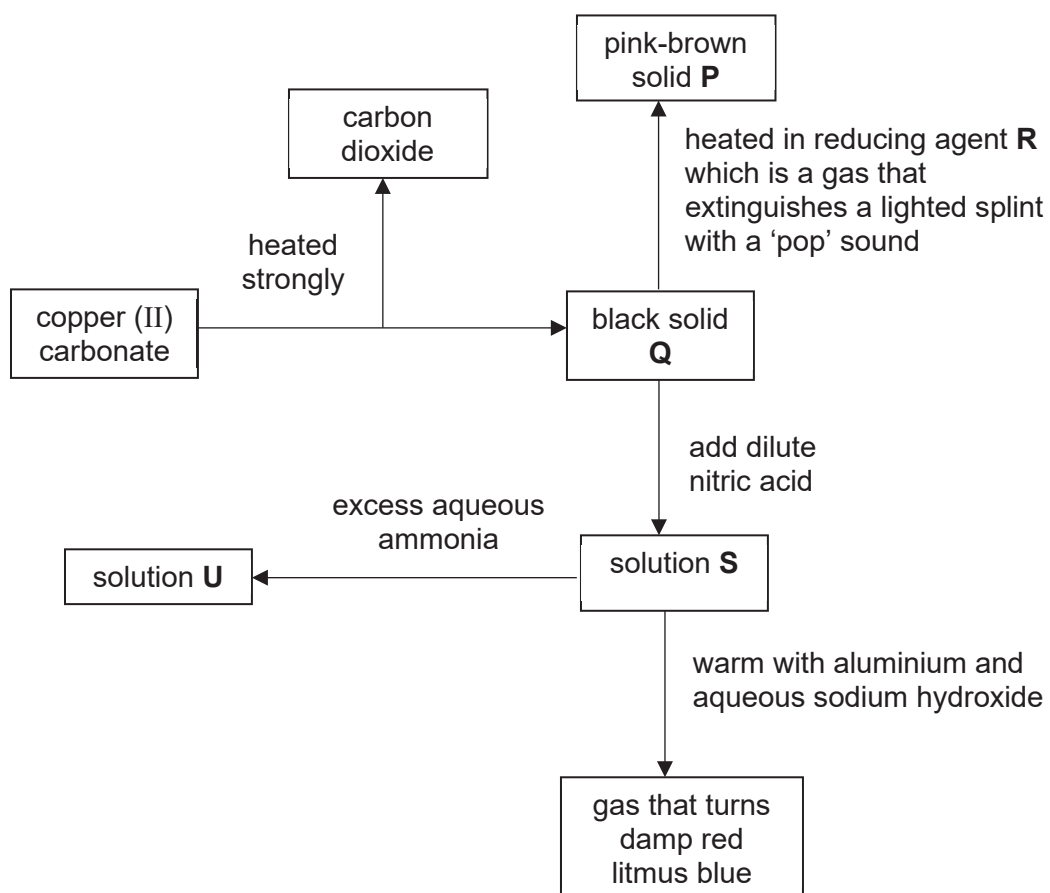 pink-brown
solid P
carbon
dioxide
heated in reducing agent R
which is a gas that
extinguishes a lighted splint
with a ‘pop’ sound
heated
strongly
copper (II)
carbonate
black solid
Q
add dilute
nitric acid
excess aqueous
ammonia
solution U
solution S
warm with aluminium and
aqueous sodium hydroxide
gas that turns
damp red
litmus blue